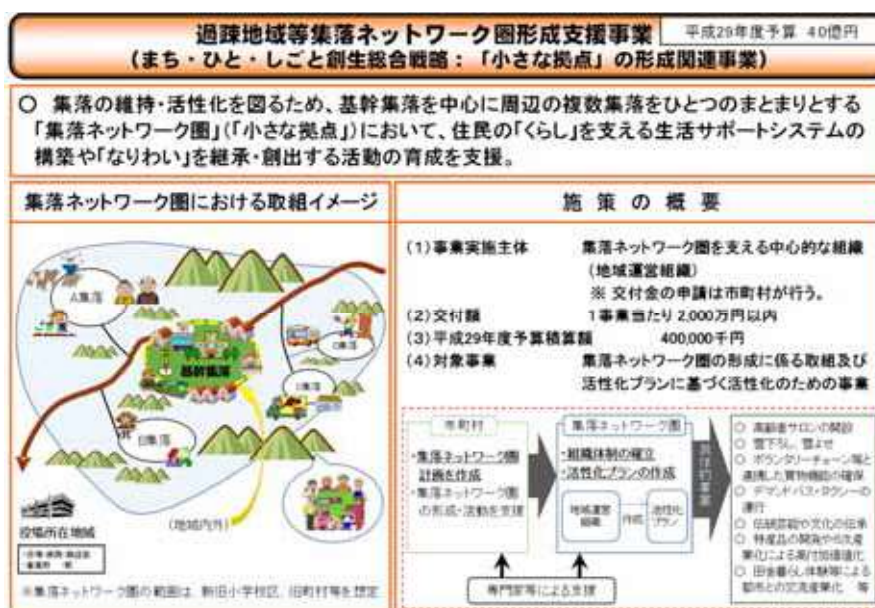 過疎地域等集落ネットワーク圏形成支援事業
平成29年度予算 40億円
(まち・ひと・しごと創生総合戦略:「小さな拠点」の形成関連事業)
○ 集落の維持・活性化を図るため、基幹集落を中心に周辺の複数集落をひとつのまとまりとする
「集落ネットワーク圏」(「小さな拠点」)において、住民の「くらし」を支える生活サポートシステムの
構築や「なりわい」を継承・創出する活動の育成を支援。
集落ネットワーク圏における取組イメージ
A集落
基幹集落
B集落
(地域内外)
役場所在地域
※集落ネットワーク圏の範囲は、新旧小学校区、旧町村等を想定
施策の概要
(1)事業実施主体 集落ネットワーク圏を支える中心的な組織
(地域運営組織)
※ 交付金の申請は市町村が行う。
(2)交付額 1事業当たり 2,000万円以内
(3)平成29年度予算積算額 400,000千円
(4)対象事業 集落ネットワーク圏の形成に係る取組及び
活性化プランに基づく活性化のための事業
市町村
・集落ネットワーク圏
計画を作成
・集落ネットワーク圏
の形成・活動を支援
集落ネットワーク圏
・組織体制の確立
・活性化プランの作成
地域運営
組織
作成
活性化
プラン
専門家等による支援
○ 高齢者サロンの開設
○ 雪下ろし、雪よせ
○ ボランタリーチェーン等と
連携した買物機能の確保
○ デマンドバス・タクシーの
運行
○ 伝統芸能や文化の伝承
○ 特産品の開発や6次産
業化による高付加価値化
○ 田舎暮らし体験等による
都市との交流産業化 等